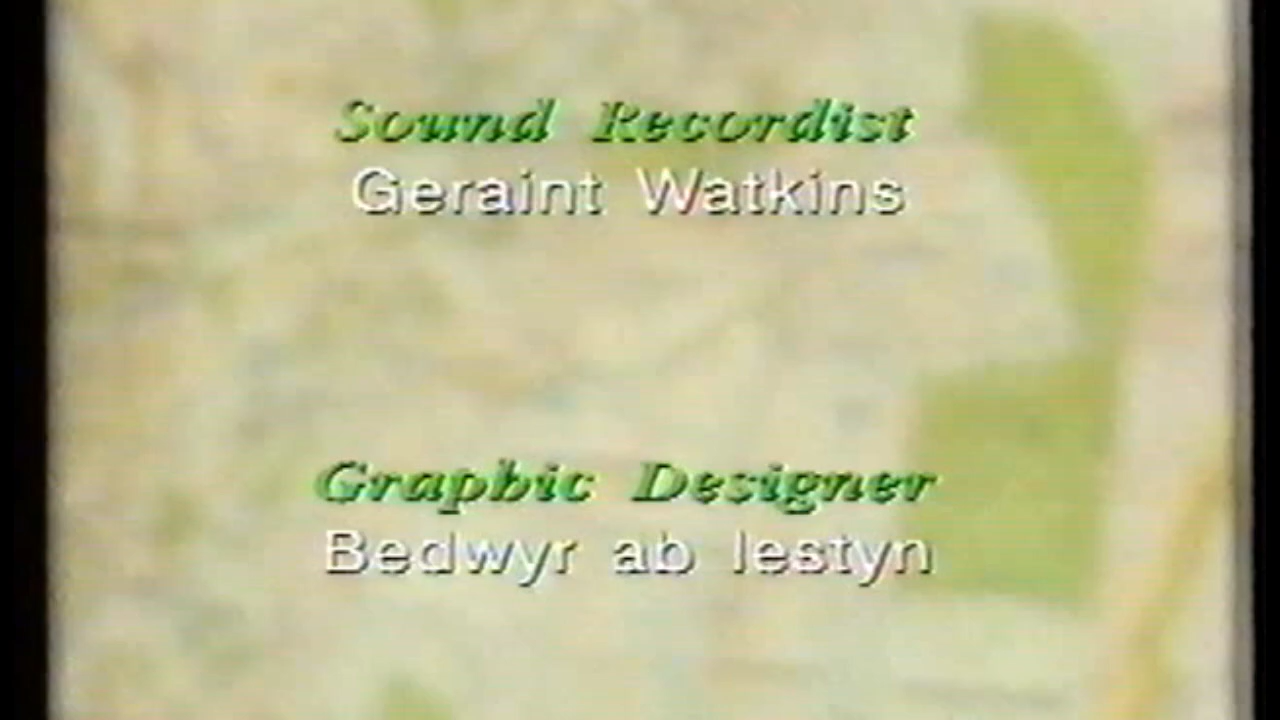 Sound Recordist
Geraint Watkins
Graphic Designer
Bedwyr ab Iestyn